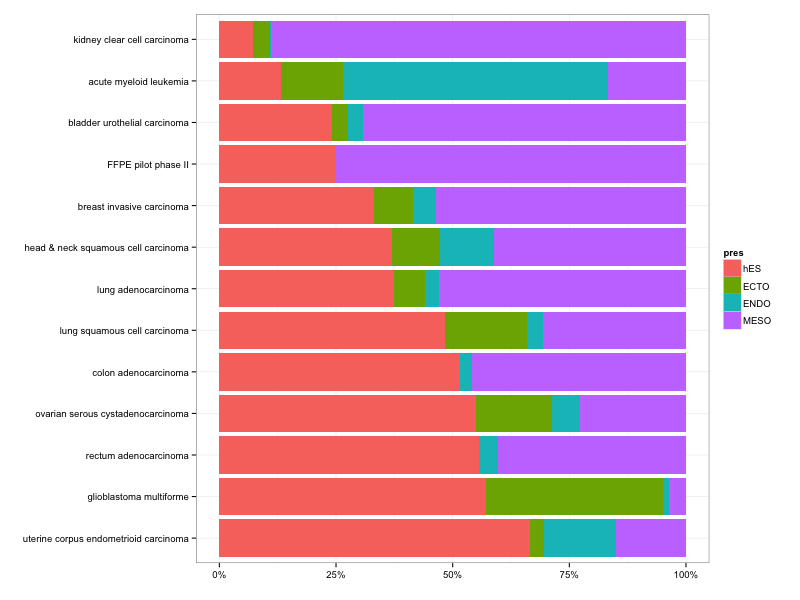 kidney clear cell carcinoma
acute myeloid leukemia
bladder urothelial carcinoma
FFPE pilot phase II
breast invasive carcinoma
head & neck squamous cell carcinoma
lung adenocarcinoma
lung squamous cell carcinoma
colon adenocarcinoma
ovarian serous cystadenocarcinoma
rectum adenocarcinoma
glioblastoma multiforme
uterine corpus endometrioid carcinoma
0% 25% 50% 75% 100%
pres
hES
ECTO
ENDO
MESO